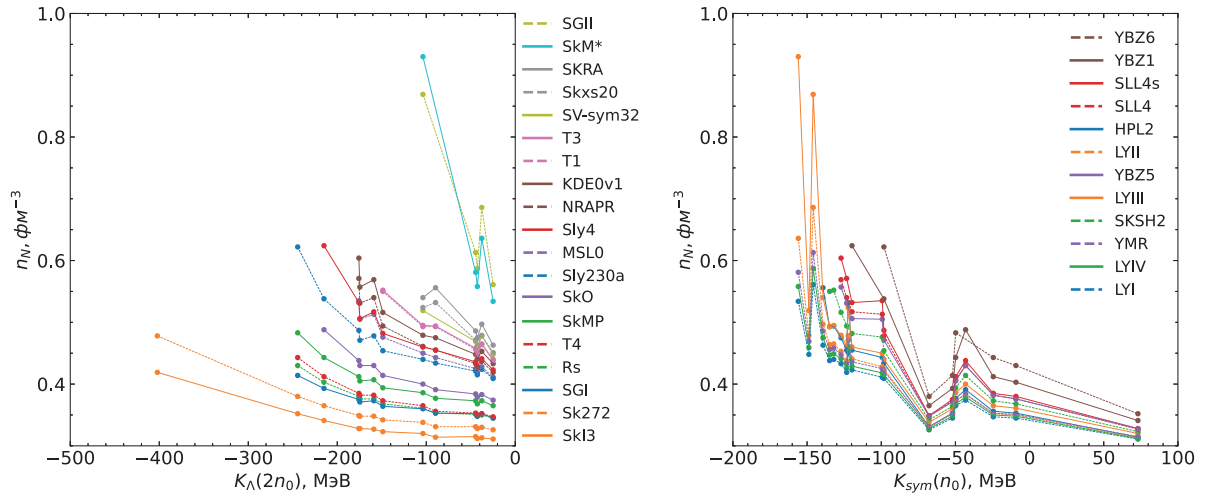 1.0
0.8
0.6
0.4
n_N, фм⁻³
−500 −400 −300 −200 −100 0
K_Λ(2n₀), МэВ
SGII
SkM*
SKRA
Skxs20
SV-sym32
T3
T1
KDE0v1
NRAPR
Sly4
MSL0
Sly230a
SkO
SkMP
T4
Rs
SGI
Sk272
SkI3
1.0
0.8
0.6
0.4
n_N, фм⁻³
−200 −150 −100 −50 0 50 100
K_sym(n₀), МэВ
YBZ6
YBZ1
SLL4s
SLL4
HPL2
LYII
YBZ5
LYIII
SKSH2
YMR
LYIV
LYI